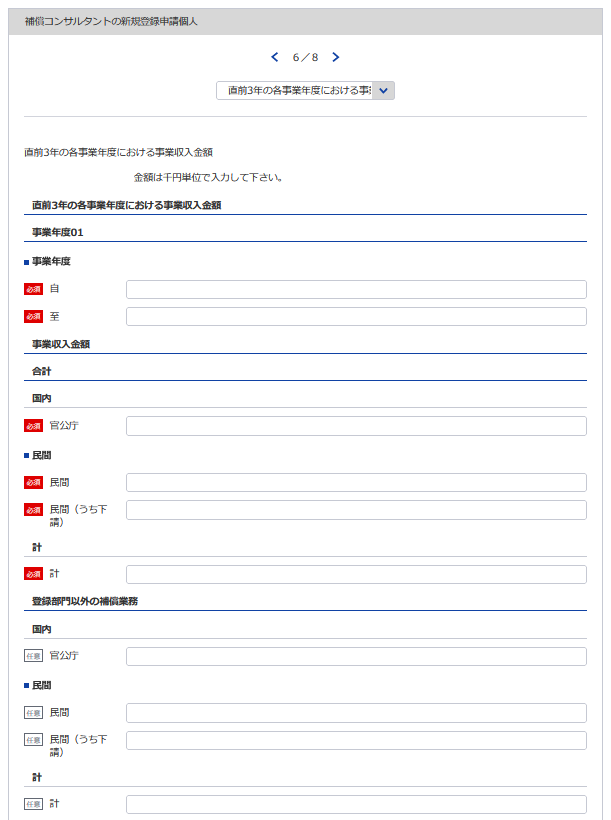 補償コンサルタントの新規登録申請個人
6／8
直前3年の各事業年度における事
直前3年の各事業年度における事業収入金額
金額は千円単位で入力して下さい。
直前3年の各事業年度における事業収入金額
事業年度01
事業年度
必須 自
必須 至
事業収入金額
合計
国内
必須 官公庁
民間
必須 民間
必須 民間（うち下
請）
計
必須 計
登録部門以外の補償業務
国内
任意 官公庁
民間
任意 民間
任意 民間（うち下
請）
計
任意 計